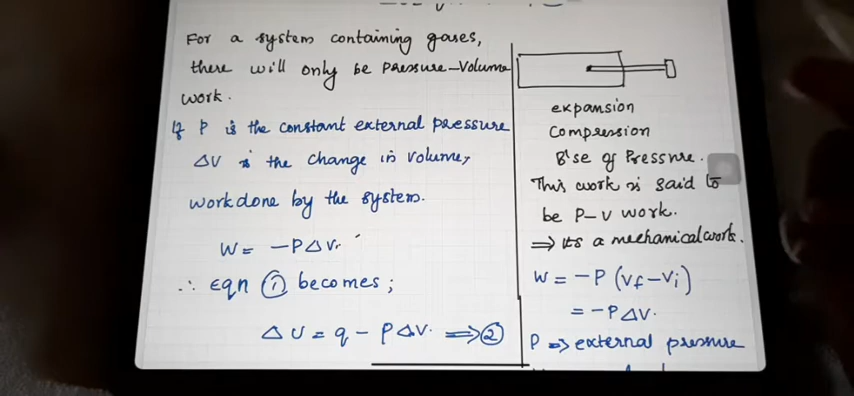 For a system containing gases,
there will only be Pressure-Volume
work.
If P is the constant external pressure
ΔV is the change in volume,
workdone by the system.
W = -PΔV.
∴ Eqn ① becomes;
ΔU = q - PΔV. ⟹ ②
expansion
Compression
B'se of Pressure.
This work is said to
be P-V work.
⟹ its a mechanical work.
W = -P (Vf-Vi)
= -PΔV.
P ⟹ external pressure